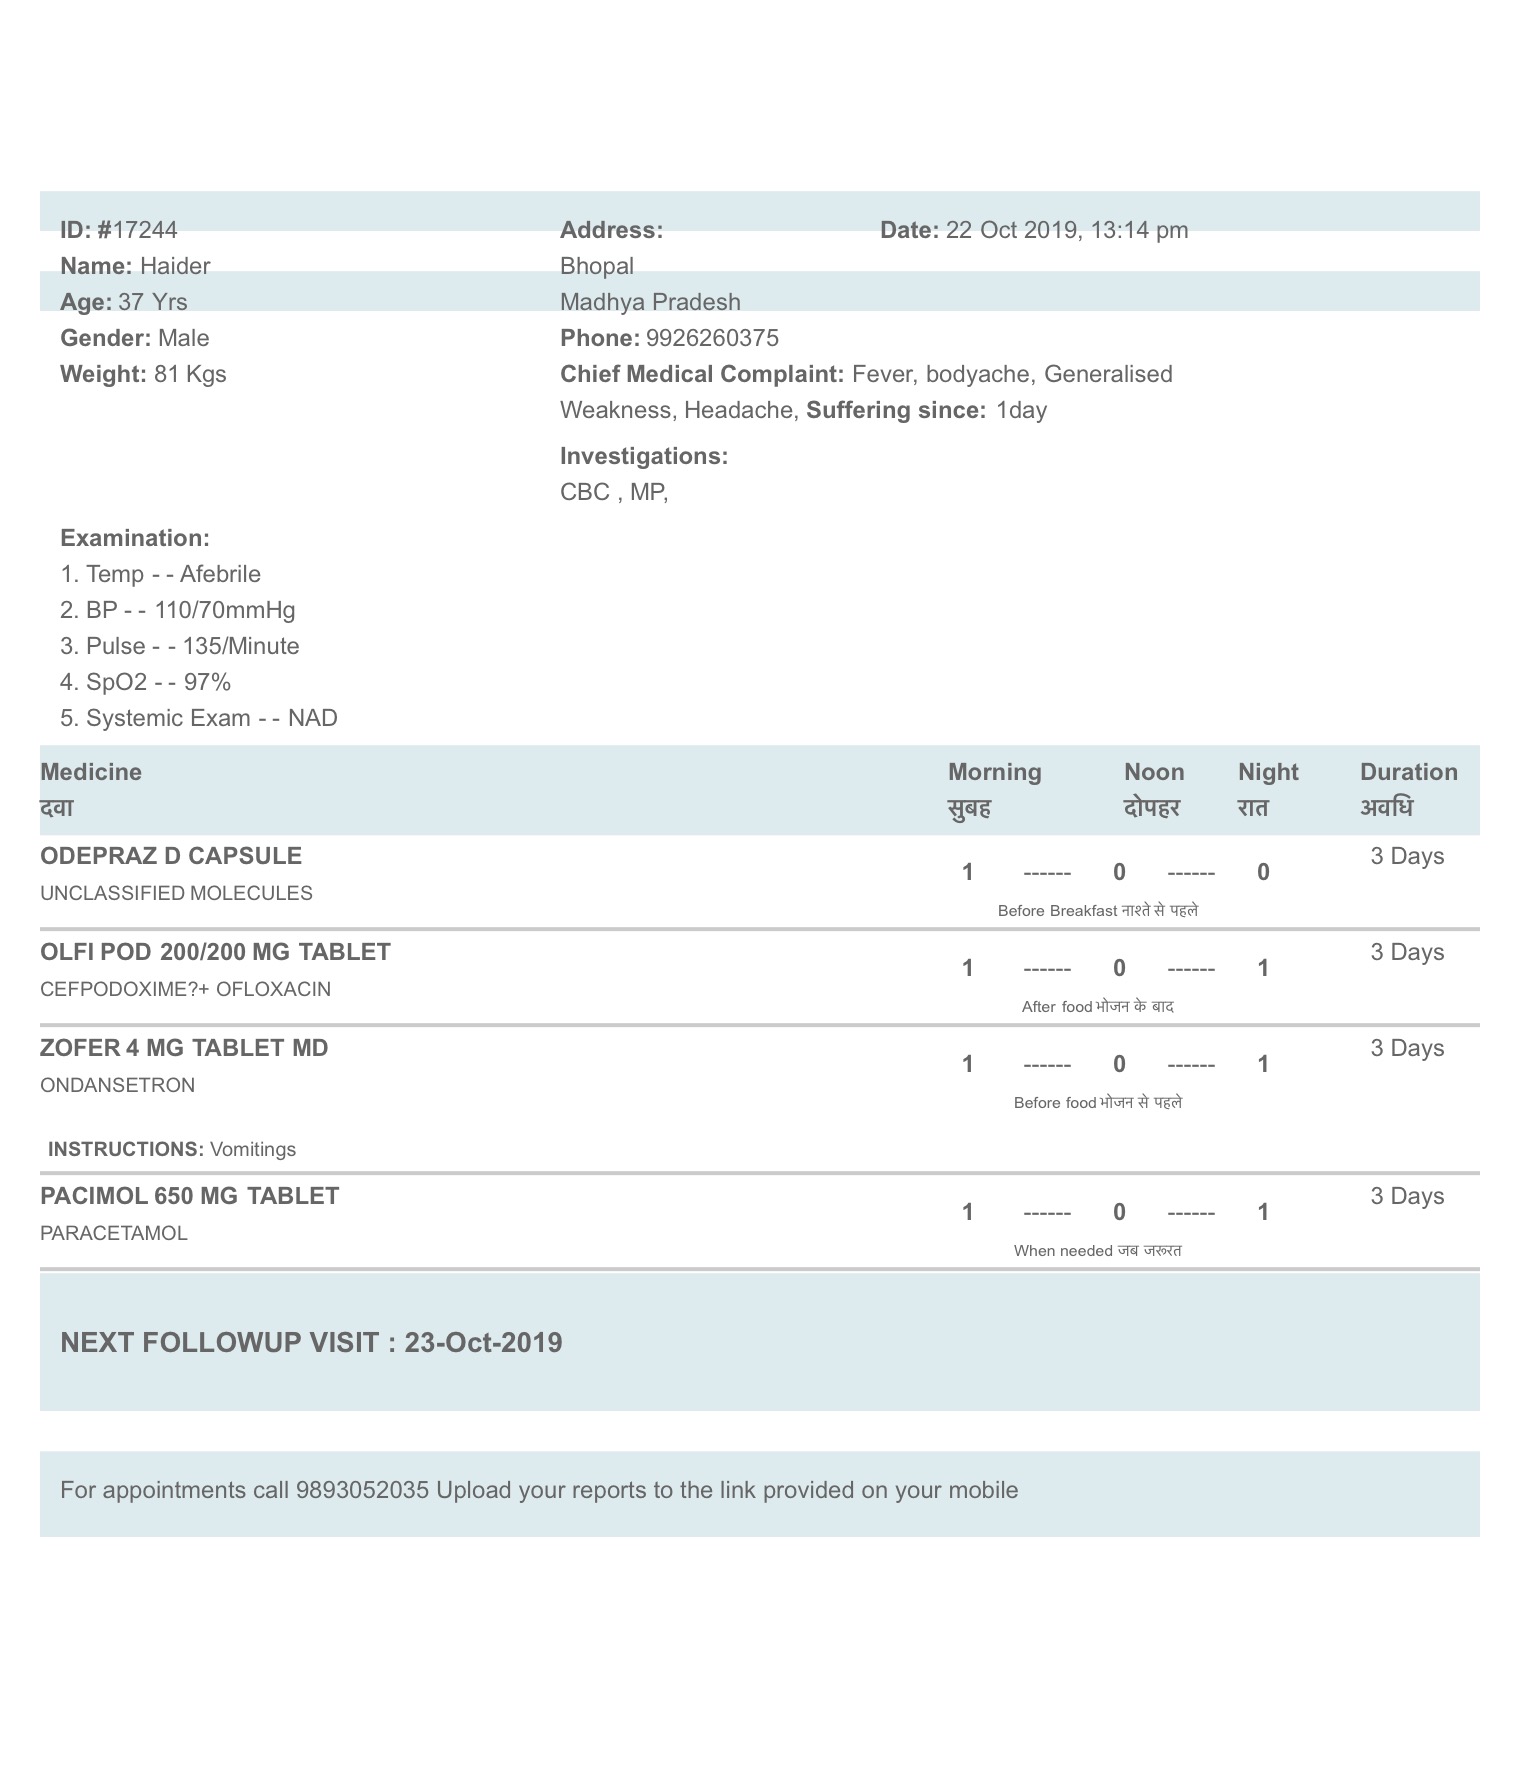 ID: #17244
Name: Haider
Age: 37 Yrs
Gender: Male
Weight: 81 Kgs
Address:
Bhopal
Madhya Pradesh
Phone: 9926260375
Chief Medical Complaint: Fever, bodyache, Generalised
Weakness, Headache, Suffering since: 1day
Investigations:
CBC , MP,
Date: 22 Oct 2019, 13:14 pm
Examination:
1. Temp - - Afebrile
2. BP - - 110/70mmHg
3. Pulse - - 135/Minute
4. SpO2 - - 97%
5. Systemic Exam - - NAD
Medicine Morning Noon Night Duration
दवा सुबह दोपहर रात अवधि
ODEPRAZ D CAPSULE 3 Days
1 ------ 0 ------ 0
UNCLASSIFIED MOLECULES
Before Breakfast नाश्ते से पहले
OLFI POD 200/200 MG TABLET 3 Days
1 ------ 0 ------ 1
CEFPODOXIME?+ OFLOXACIN
After food भोजन के बाद
ZOFER 4 MG TABLET MD 3 Days
1 ------ 0 ------ 1
ONDANSETRON
Before food भोजन से पहले
INSTRUCTIONS: Vomitings
PACIMOL 650 MG TABLET 3 Days
1 ------ 0 ------ 1
PARACETAMOL
When needed जब जरूरत
NEXT FOLLOWUP VISIT : 23-Oct-2019
For appointments call 9893052035 Upload your reports to the link provided on your mobile